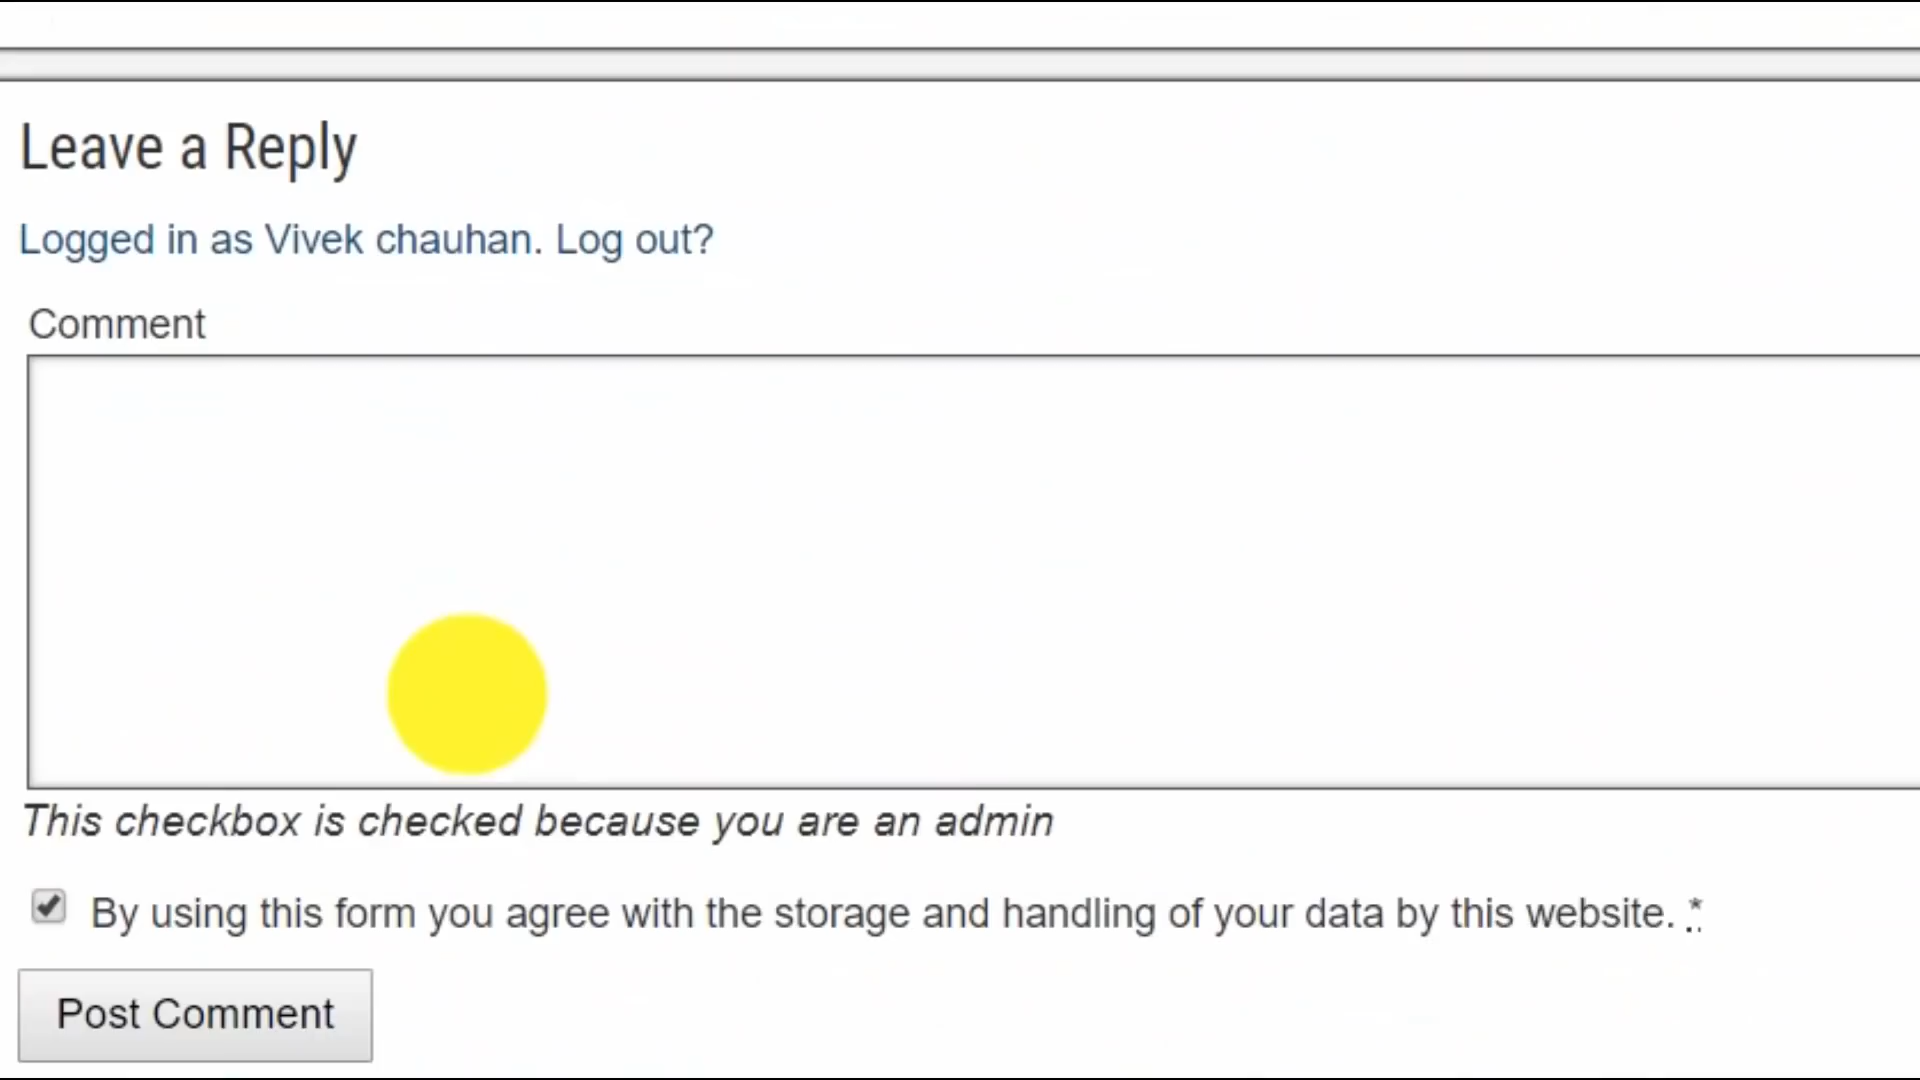 Leave a Reply
Logged in as Vivek chauhan. Log out?
Comment
This checkbox is checked because you are an admin
By using this form you agree with the storage and handling of your data by this website. *
Post Comment